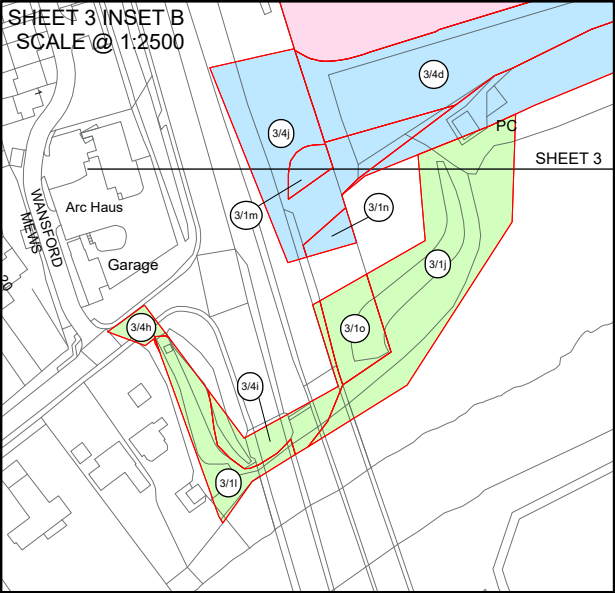 SHEET 3 INSET B
SCALE @ 1:2500
3/4d
3/4j
PC
SHEET 3
3/1m
3/1n
WANSFORD
MEWS
Arc Haus
Garage
3/1j
20
3/4h
3/1o
3/4i
3/1l